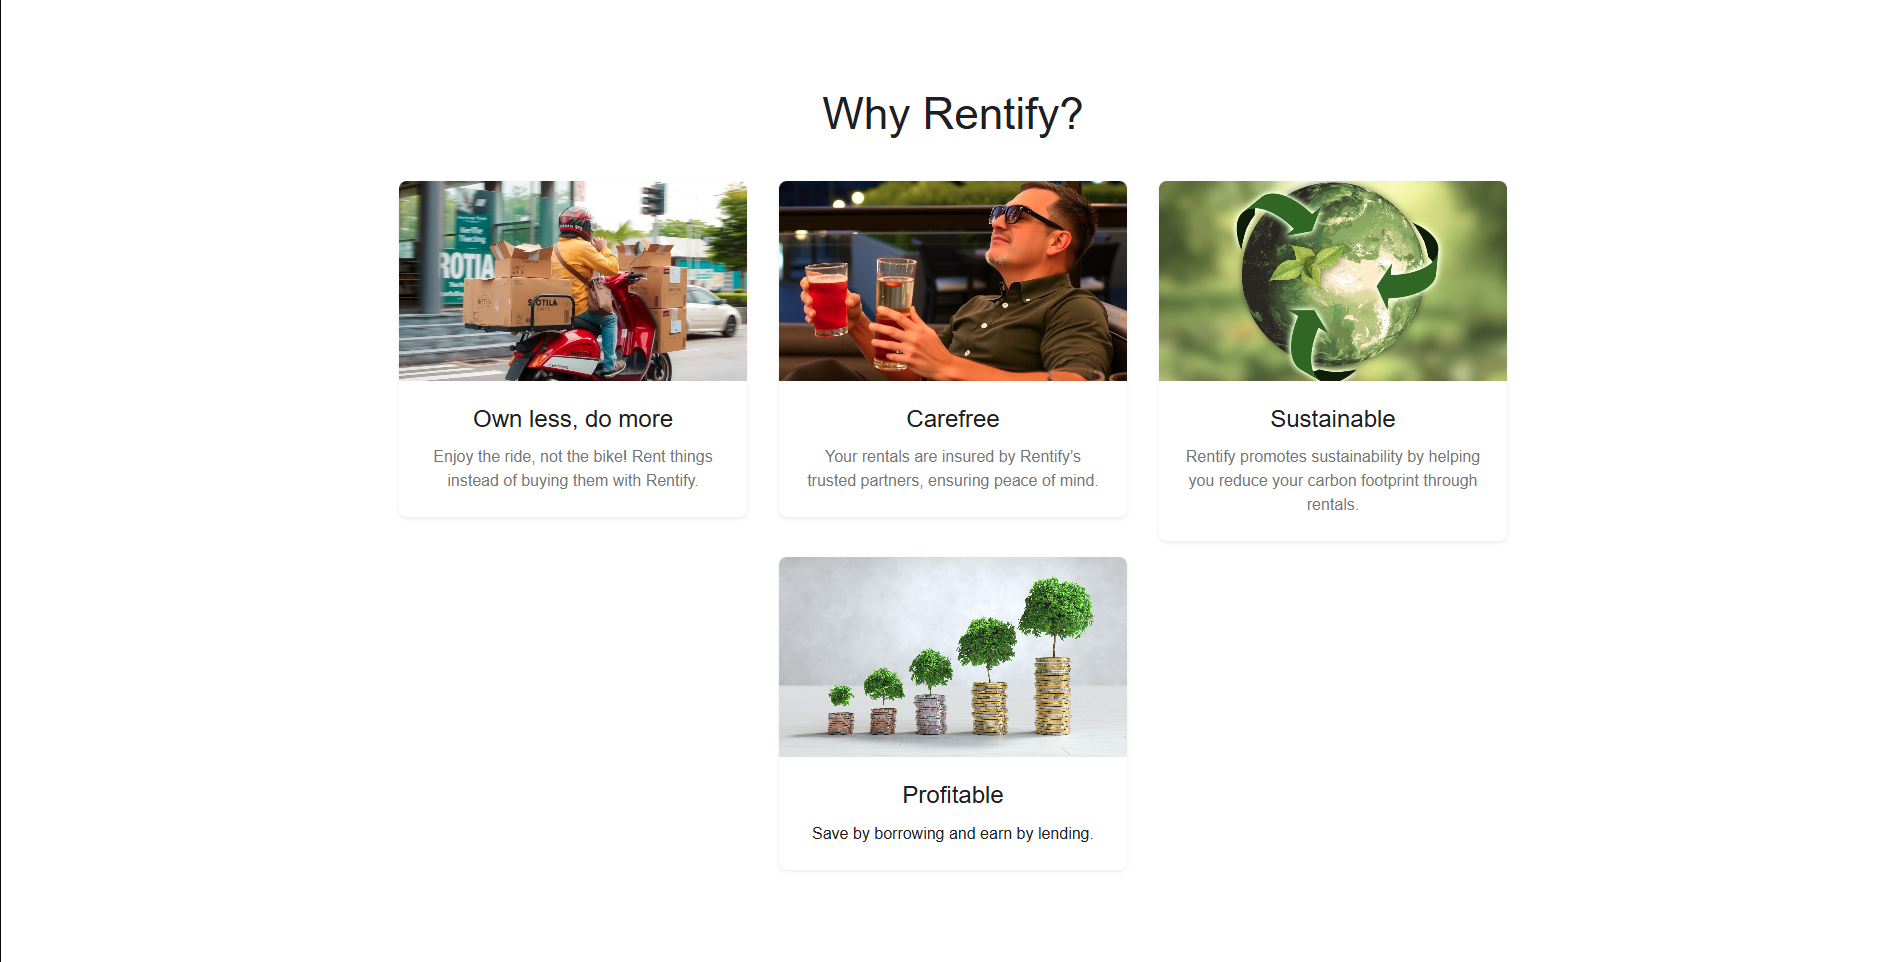 Why Rentify?
ROTIA
Own less, do more
Enjoy the ride, not the bike! Rent things
instead of buying them with Rentify.
Carefree
Your rentals are insured by Rentify’s
trusted partners, ensuring peace of mind.
Sustainable
Rentify promotes sustainability by helping
you reduce your carbon footprint through
rentals.
Profitable
Save by borrowing and earn by lending.